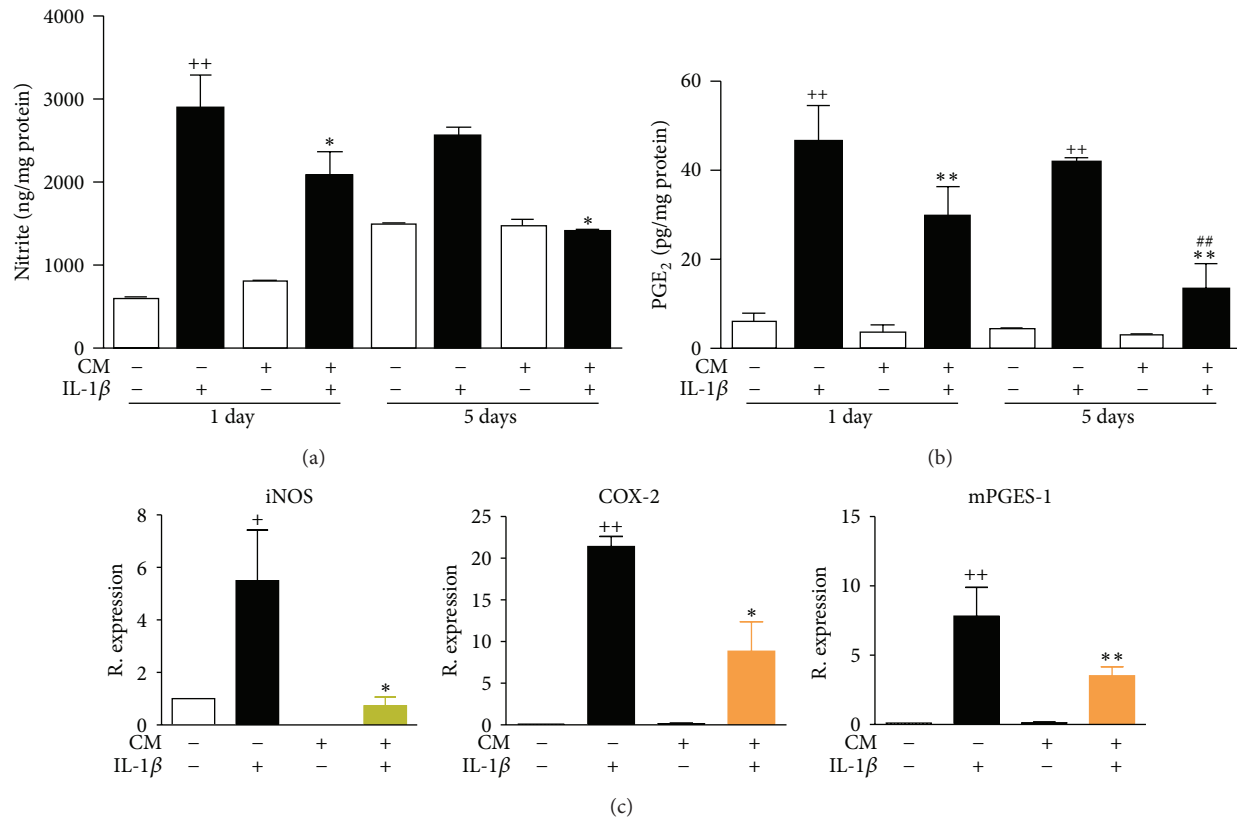 Nitrite (ng/mg protein)
4000
3000
2000
1000
0
++
*
*
CM − − + + − − + +
IL-1β − + − + − + − +
1 day 5 days
(a)
PGE₂ (pg/mg protein)
60
40
20
0
++
**
++
##
**
CM − − + + − − + +
IL-1β − + − + − + − +
1 day 5 days
(b)
iNOS
R. expression
8
6
4
2
0
+
*
CM − − + +
IL-1β − + − +
COX-2
R. expression
25
20
15
10
5
0
++
*
− − + +
− + − +
mPGES-1
R. expression
15
10
5
0
++
**
CM − − + +
IL-1β − + − +
(c)